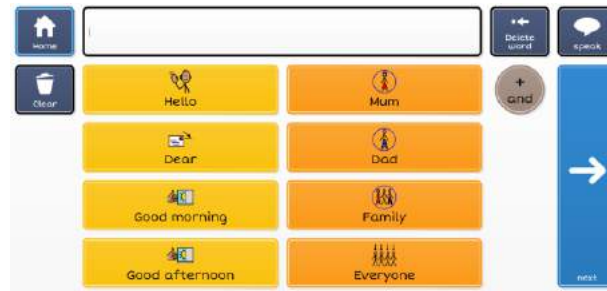 Home
Delete
word
speak
Clear
Hello
Mum
+
and
Dear
Dad
Good morning
Family
Good afternoon
Everyone
next